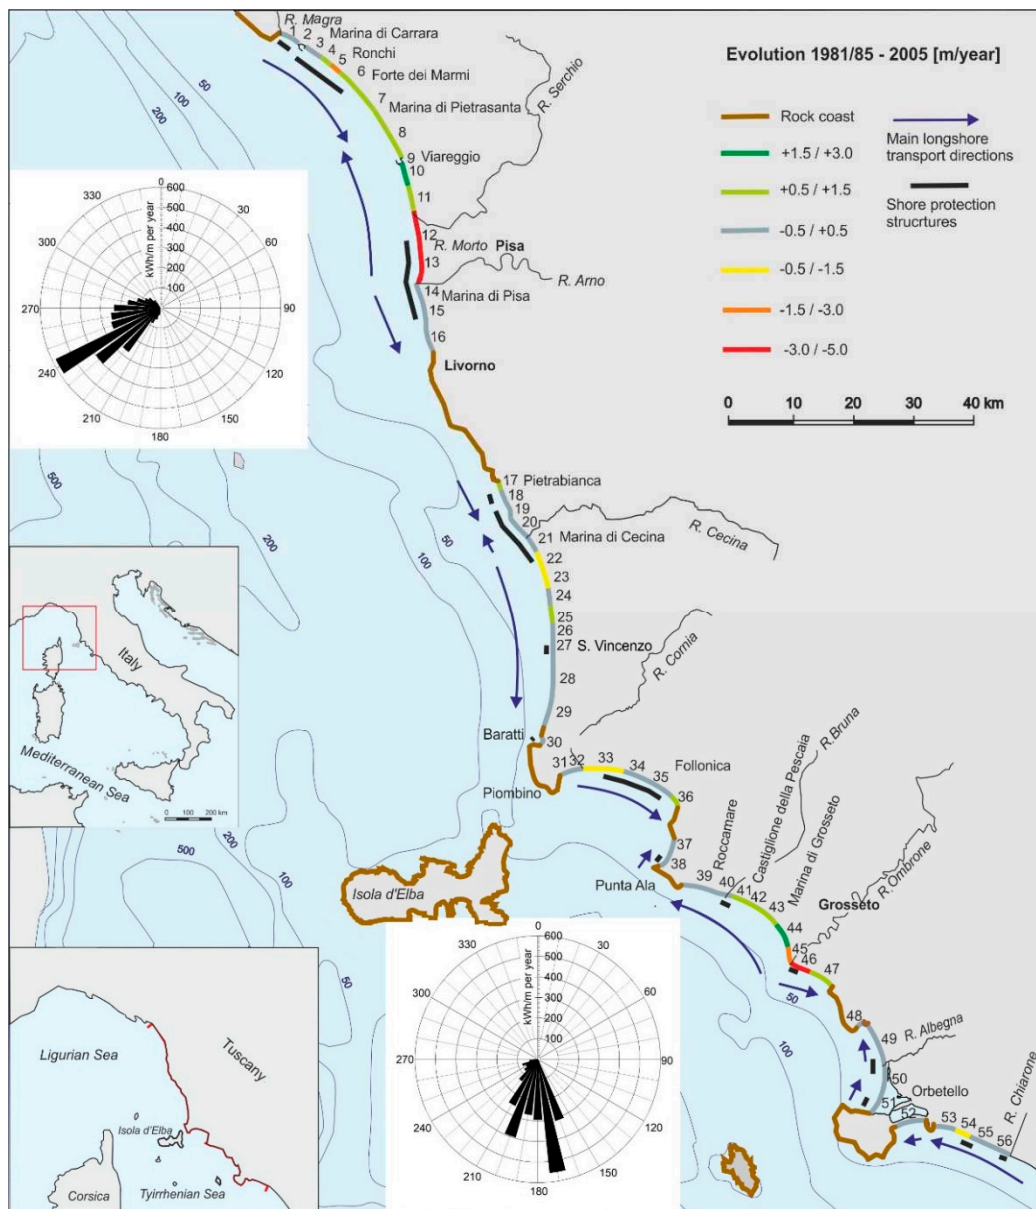 Evolution 1981/85 - 2005 [m/year]
Rock coast
+1.5 / +3.0
+0.5 / +1.5
-0.5 / +0.5
-0.5 / -1.5
-1.5 / -3.0
-3.0 / -5.0
Main longshore
transport directions
Shore protection
strucrtures
0 10 20 30 40 km
R. Magra
1
2
Marina di Carrara
3
4
Ronchi
5
6
Forte dei Marmi
7
Marina di Pietrasanta
8
R. Serchio
9
Viareggio
10
11
12
R. Morto
Pisa
13
R. Arno
14
Marina di Pisa
15
16
Livorno
17
Pietrabianca
18
19
20
21
Marina di Cecina
R. Cecina
22
23
24
25
26
27
S. Vincenzo
28
29
Baratti
30
R. Cornia
31
32
33
34
35
Follonica
36
Piombino
37
38
Punta Ala
39
Roccamare
40
Castiglione della Pescaia
R.Bruna
41
42
43
Marina di Grosseto
44
R. Ombrone
Grosseto
45
46
47
48
49
R. Albegna
50
51
Orbetello
52
53
54
55
56
R. Chiarone
Isola d'Elba
50
100
200
500
200
50
100
200
500
100
50
50
100
0
30
60
90
120
150
180
210
240
270
300
330
600
500
400
300
200
100
kWh/m per year
0
30
60
90
120
150
180
210
240
270
300
330
600
500
400
300
200
100
kWh/m per year
Italy
Mediterranean Sea
0 100 200 km
Ligurian Sea
Tuscany
Isola d'Elba
Corsica
Tyirrhenian Sea